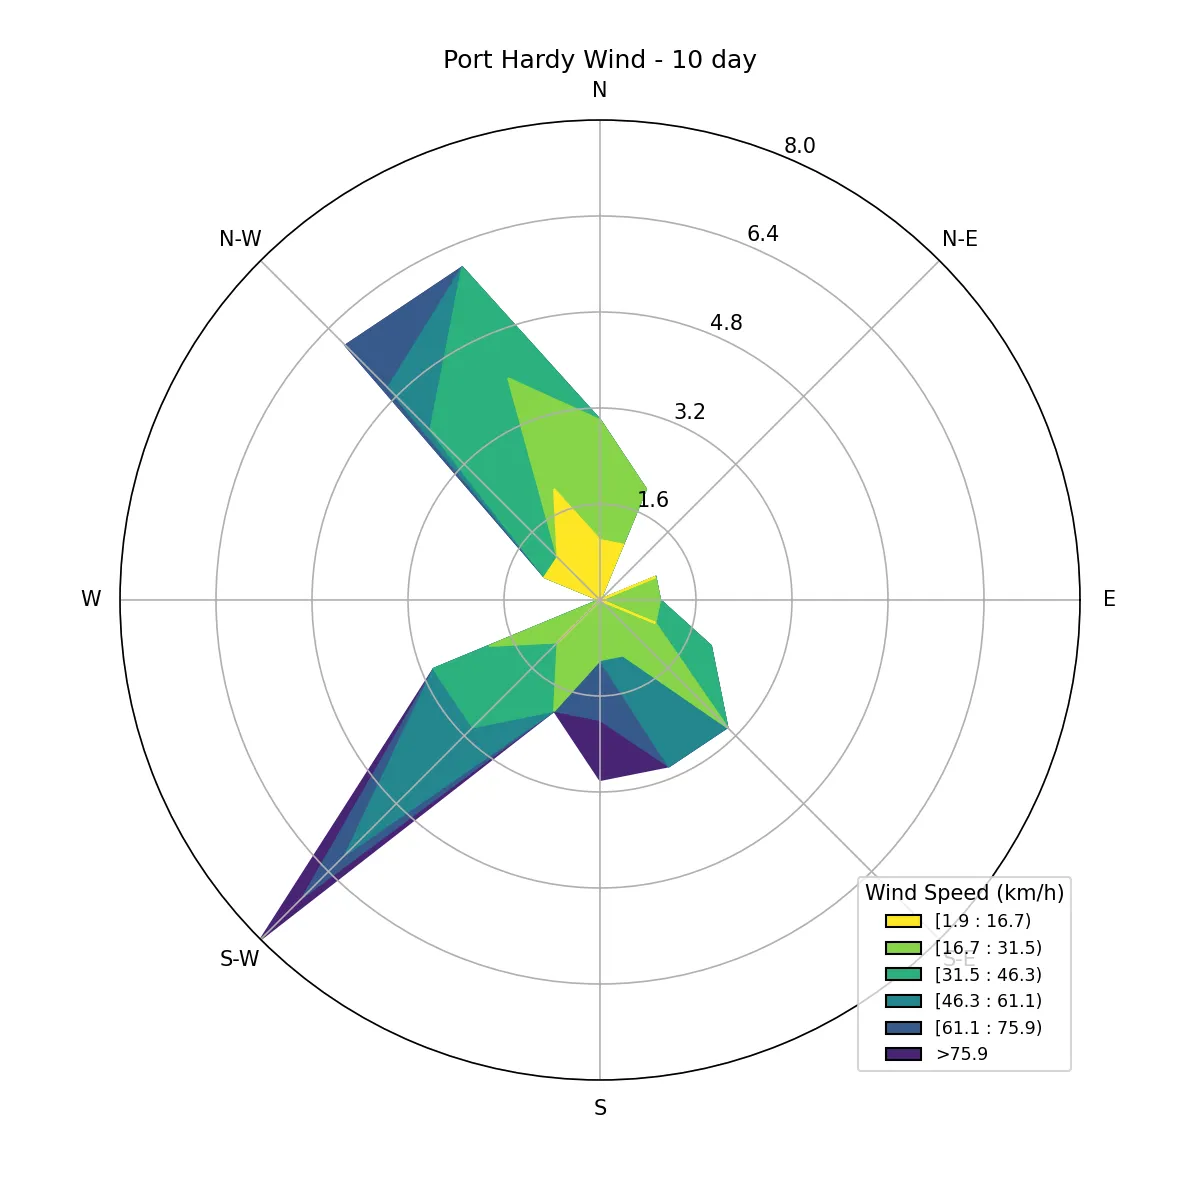 Port Hardy Wind - 10 day
N
8.0
N-W
6.4
N-E
4.8
3.2
1.6
W
E
S-W
S-E
Wind Speed (km/h)
[1.9 : 16.7)
[16.7 : 31.5)
[31.5 : 46.3)
[46.3 : 61.1)
[61.1 : 75.9)
>75.9
S